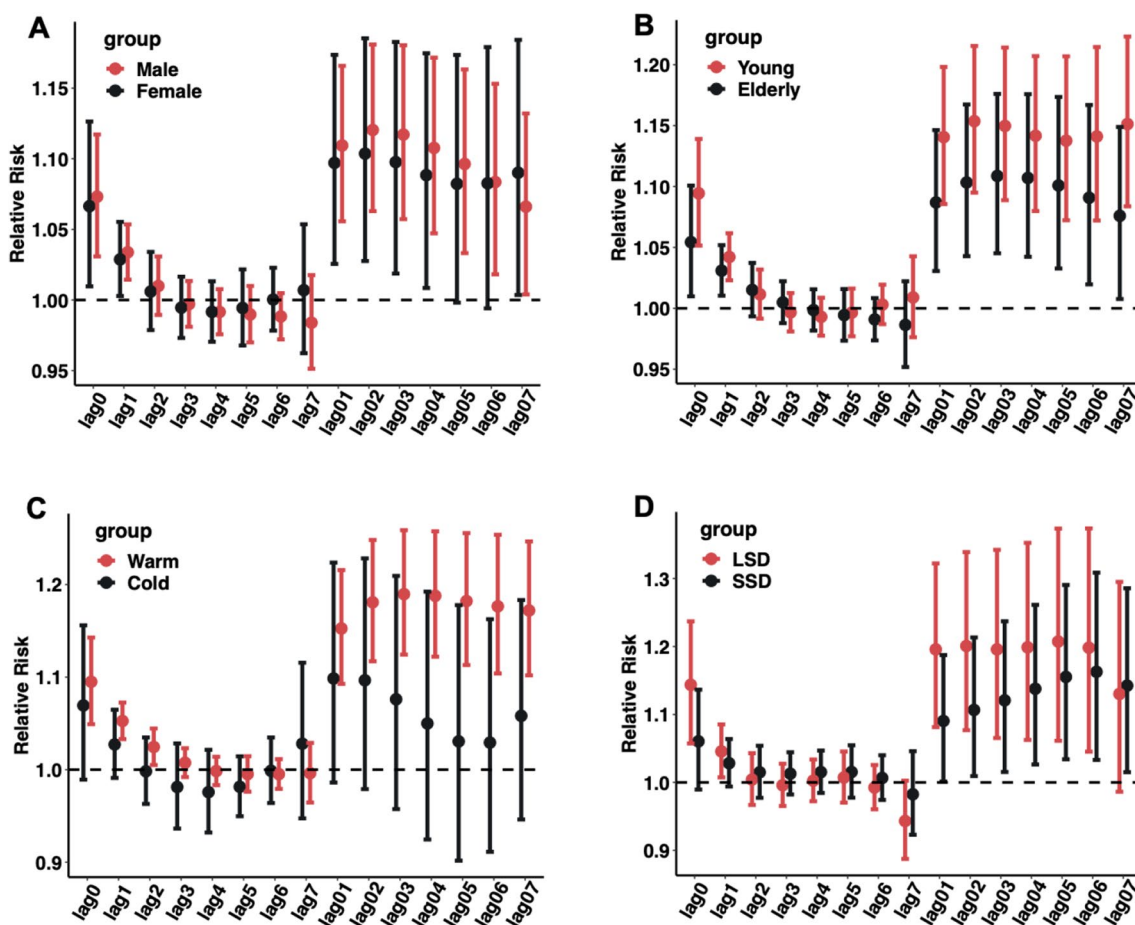 A
group
Male
Female
Relative Risk
1.15
1.10
1.05
1.00
0.95
lag0 lag1 lag2 lag3 lag4 lag5 lag6 lag7 lag01 lag02 lag03 lag04 lag05 lag06 lag07
B
group
Young
Elderly
Relative Risk
1.20
1.15
1.10
1.05
1.00
0.95
lag0 lag1 lag2 lag3 lag4 lag5 lag6 lag7 lag01 lag02 lag03 lag04 lag05 lag06 lag07
C
group
Warm
Cold
Relative Risk
1.2
1.1
1.0
0.9
lag0 lag1 lag2 lag3 lag4 lag5 lag6 lag7 lag01 lag02 lag03 lag04 lag05 lag06 lag07
D
group
LSD
SSD
Relative Risk
1.3
1.2
1.1
1.0
0.9
lag0 lag1 lag2 lag3 lag4 lag5 lag6 lag7 lag01 lag02 lag03 lag04 lag05 lag06 lag07